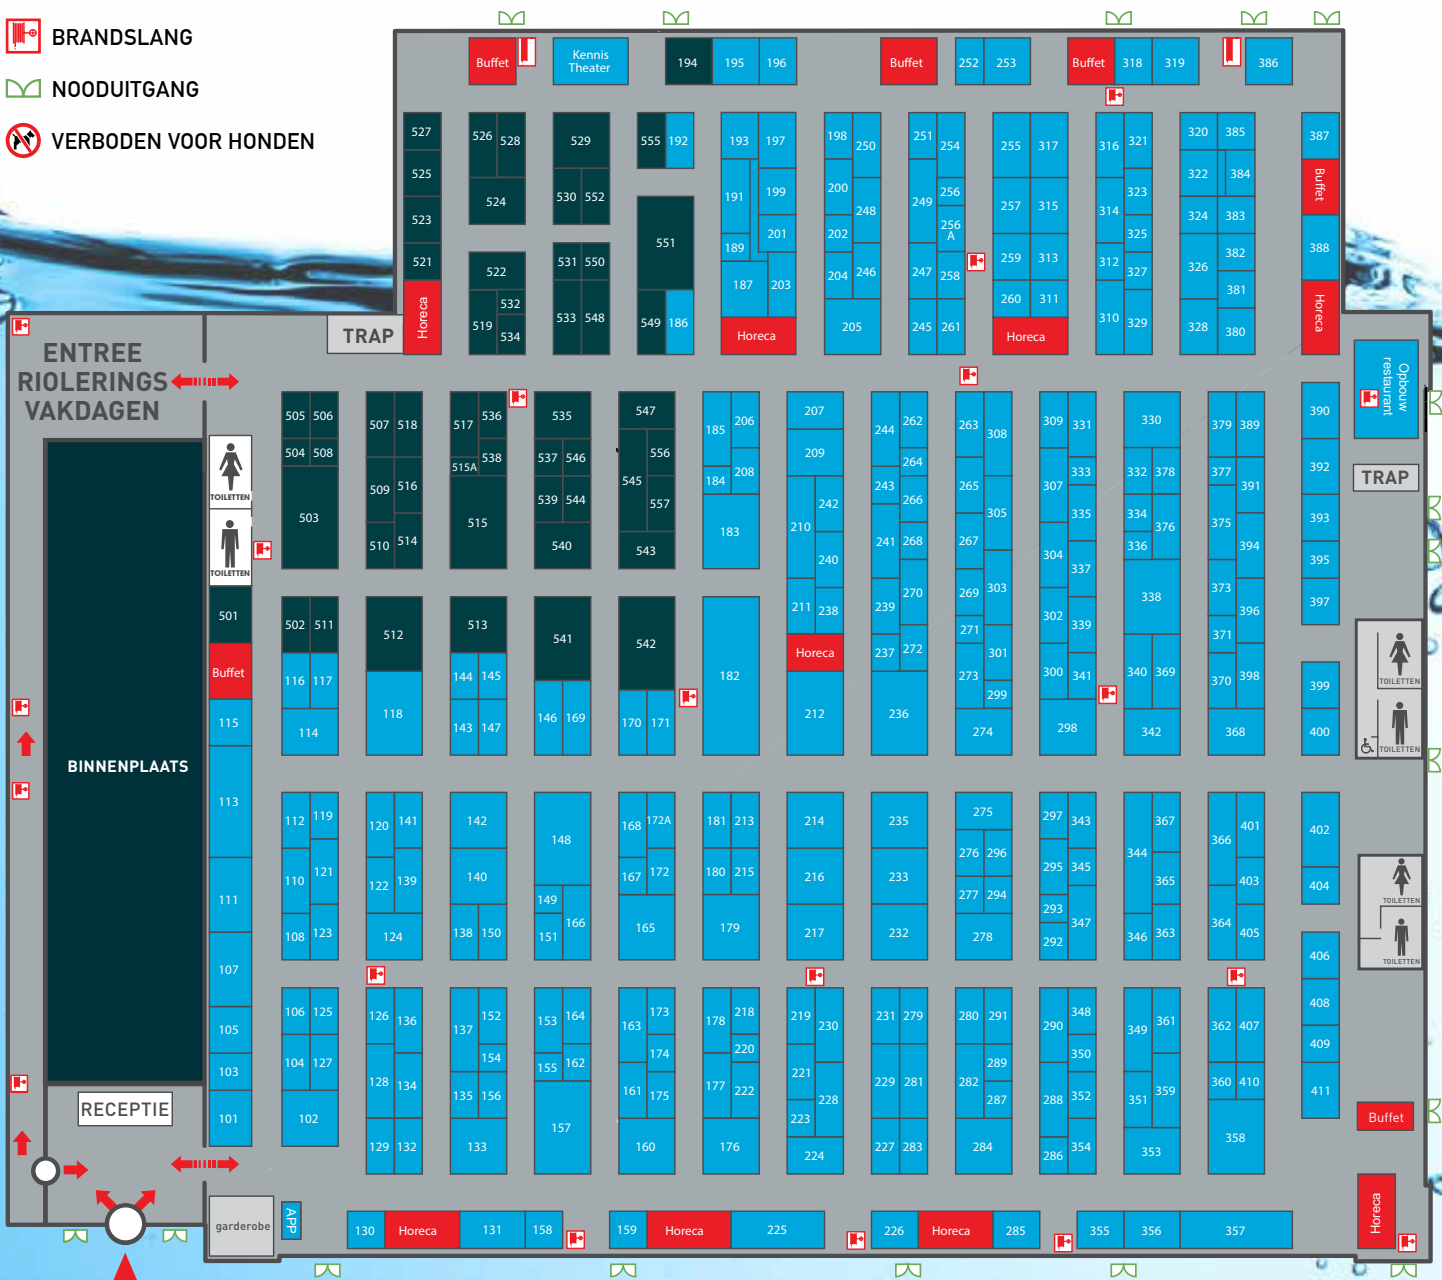 BRANDSLANG
NOODUITGANG
VERBODEN VOOR HONDEN
Buffet
Kennis
Theater
194 195 196
Buffet
252 253
Buffet 318 319
386
527 526 528 529 555 192 193 197 198 250 251 254 255 317 316 321 320 385 387
525 524 530 552 191 199 200 248 249 256 257 315 314 323 322 384 Buffet
523 551 189 201 202 256
A
325 324 383 388
521 522 531 550 187 203 204 246 247 258 259 313 312 327 326 382
Horeca 519 532 533 548 549 186 Horeca 205 245 261 260 311 310 329 328 381 Horeca
534 Horeca 380
TRAP
ENTREE
RIOLERINGS
VAKDAGEN
Opbouw
restaurant
TRAP
505 506 507 518 517 536 535 547 185 206 207 244 262 263 308 309 331 330 379 389 390
504 508 515A 538 537 546 545 556 184 208 209 243 264 265 307 333 332 378 377 391 392
503 509 516 515 539 544 557 183 210 242 241 266 305 335 334 376 375 393
510 514 540 543 240 268 267 304 337 336 394 395
TOILETTEN
TOILETTEN
501 502 511 512 513 541 542 182 211 238 239 270 269 303 302 339 338 373 396 397
Buffet 116 117 144 145 Horeca 237 272 271 301 300 341 340 369 371 398 399
115 114 118 143 147 146 169 170 171 212 236 273 299 298 342 370 368 400
274
TOILETTEN
TOILETTEN
BINNENPLAATS
113 112 119 120 141 142 148 168 172A 181 213 214 235 275 297 343 344 367 366 401 402
111 110 121 122 139 140 149 167 172 180 215 216 233 276 296 295 345 365 403 404
277 294 293
108 123 124 138 150 151 166 165 179 217 232 278 292 347 346 363 364 405
TOILETTEN
TOILETTEN
107 406
105 106 125 126 136 137 152 153 164 163 173 178 218 219 230 231 279 280 291 290 348 349 361 362 407 408
103 104 127 128 134 154 155 162 174 220 221 229 281 282 289 350 360 410 409
101 102 135 156 157 161 175 177 222 223 228 287 288 352 351 359 358 411
129 132 133 160 176 224 227 283 284 286 354 353
Buffet
RECEPTIE
garderobe
APP
130 Horeca 131 158 159 Horeca 225 226 Horeca 285 355 356 357
Horeca